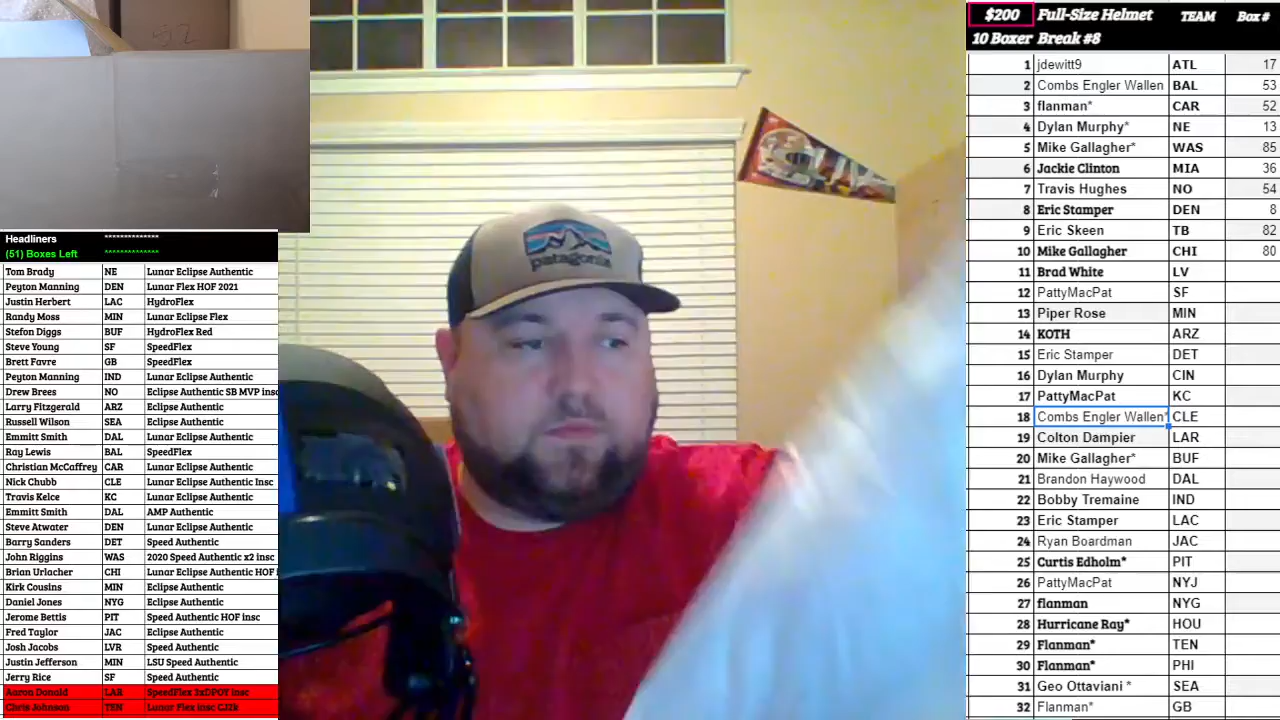 $200 Full-Size Helmet TEAM Box #
10 Boxer Break #8
1 jdewitt9 ATL 17
2 Combs Engler Wallen BAL 53
3 flanman* CAR 52
4 Dylan Murphy* NE 13
5 Mike Gallagher* WAS 85
6 Jackie Clinton MIA 36
7 Travis Hughes NO 54
8 Eric Stamper DEN 8
9 Eric Skeen TB 82
10 Mike Gallagher CHI 80
11 Brad White LV
12 PattyMacPat SF
13 Piper Rose MIN
14 KOTH ARZ
15 Eric Stamper DET
16 Dylan Murphy CIN
17 PattyMacPat KC
18 Combs Engler Wallen* CLE
19 Colton Dampier LAR
20 Mike Gallagher* BUF
21 Brandon Haywood DAL
22 Bobby Tremaine IND
23 Eric Stamper LAC
24 Ryan Boardman JAC
25 Curtis Edholm* PIT
26 PattyMacPat NYJ
27 flanman NYG
28 Hurricane Ray* HOU
29 Flanman* TEN
30 Flanman* PHI
31 Geo Ottaviani * SEA
32 Flanman* GB
52
patagonia
Headliners **************
(51) Boxes Left **************
Tom Brady NE Lunar Eclipse Authentic
Peyton Manning DEN Lunar Flex HOF 2021
Justin Herbert LAC HydroFlex
Randy Moss MIN Lunar Eclipse Flex
Stefon Diggs BUF HydroFlex Red
Steve Young SF SpeedFlex
Brett Favre GB SpeedFlex
Peyton Manning IND Lunar Eclipse Authentic
Drew Brees NO Eclipse Authentic SB MVP insc
Larry Fitzgerald ARZ Eclipse Authentic
Russell Wilson SEA Eclipse Authentic
Emmitt Smith DAL Lunar Eclipse Authentic
Ray Lewis BAL SpeedFlex
Christian McCaffrey CAR Lunar Eclipse Authentic
Nick Chubb CLE Lunar Eclipse Authentic Insc
Travis Kelce KC Lunar Eclipse Authentic
Emmitt Smith DAL AMP Authentic
Steve Atwater DEN Lunar Eclipse Authentic
Barry Sanders DET Speed Authentic
John Riggins WAS 2020 Speed Authentic x2 insc
Brian Urlacher CHI Lunar Eclipse Authentic HOF i
Kirk Cousins MIN Eclipse Authentic
Daniel Jones NYG Eclipse Authentic
Jerome Bettis PIT Speed Authentic HOF insc
Fred Taylor JAC Eclipse Authentic
Josh Jacobs LVR Speed Authentic
Justin Jefferson MIN LSU Speed Authentic
Jerry Rice SF Speed Authentic
Aaron Donald LAR SpeedFlex 3xDPOY insc
Chris Johnson TEN Lunar Flex insc CJ2k